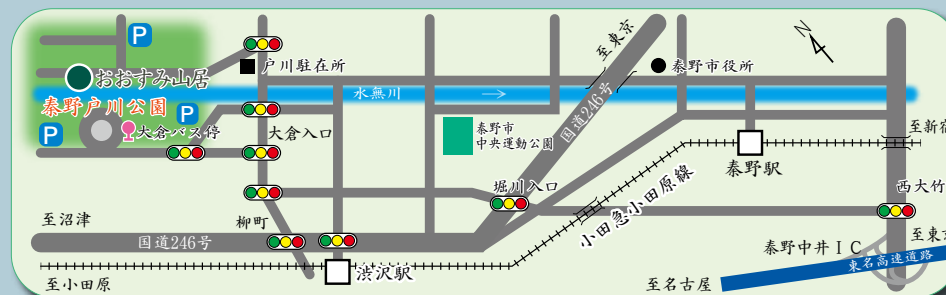 P
至東京
N
戸川駐在所
秦野市役所
おおすみ山居
水無川
→
国道246号
秦野戸川公園
P
P
大倉バス停
大倉入口
秦野市
中央運動公園
至新宿
秦野駅
堀川入口
小田急小田原線
西大竹
至沼津
柳町
国道246号
至東京
秦野中井IC
東名高速道路
渋沢駅
至小田原
至名古屋